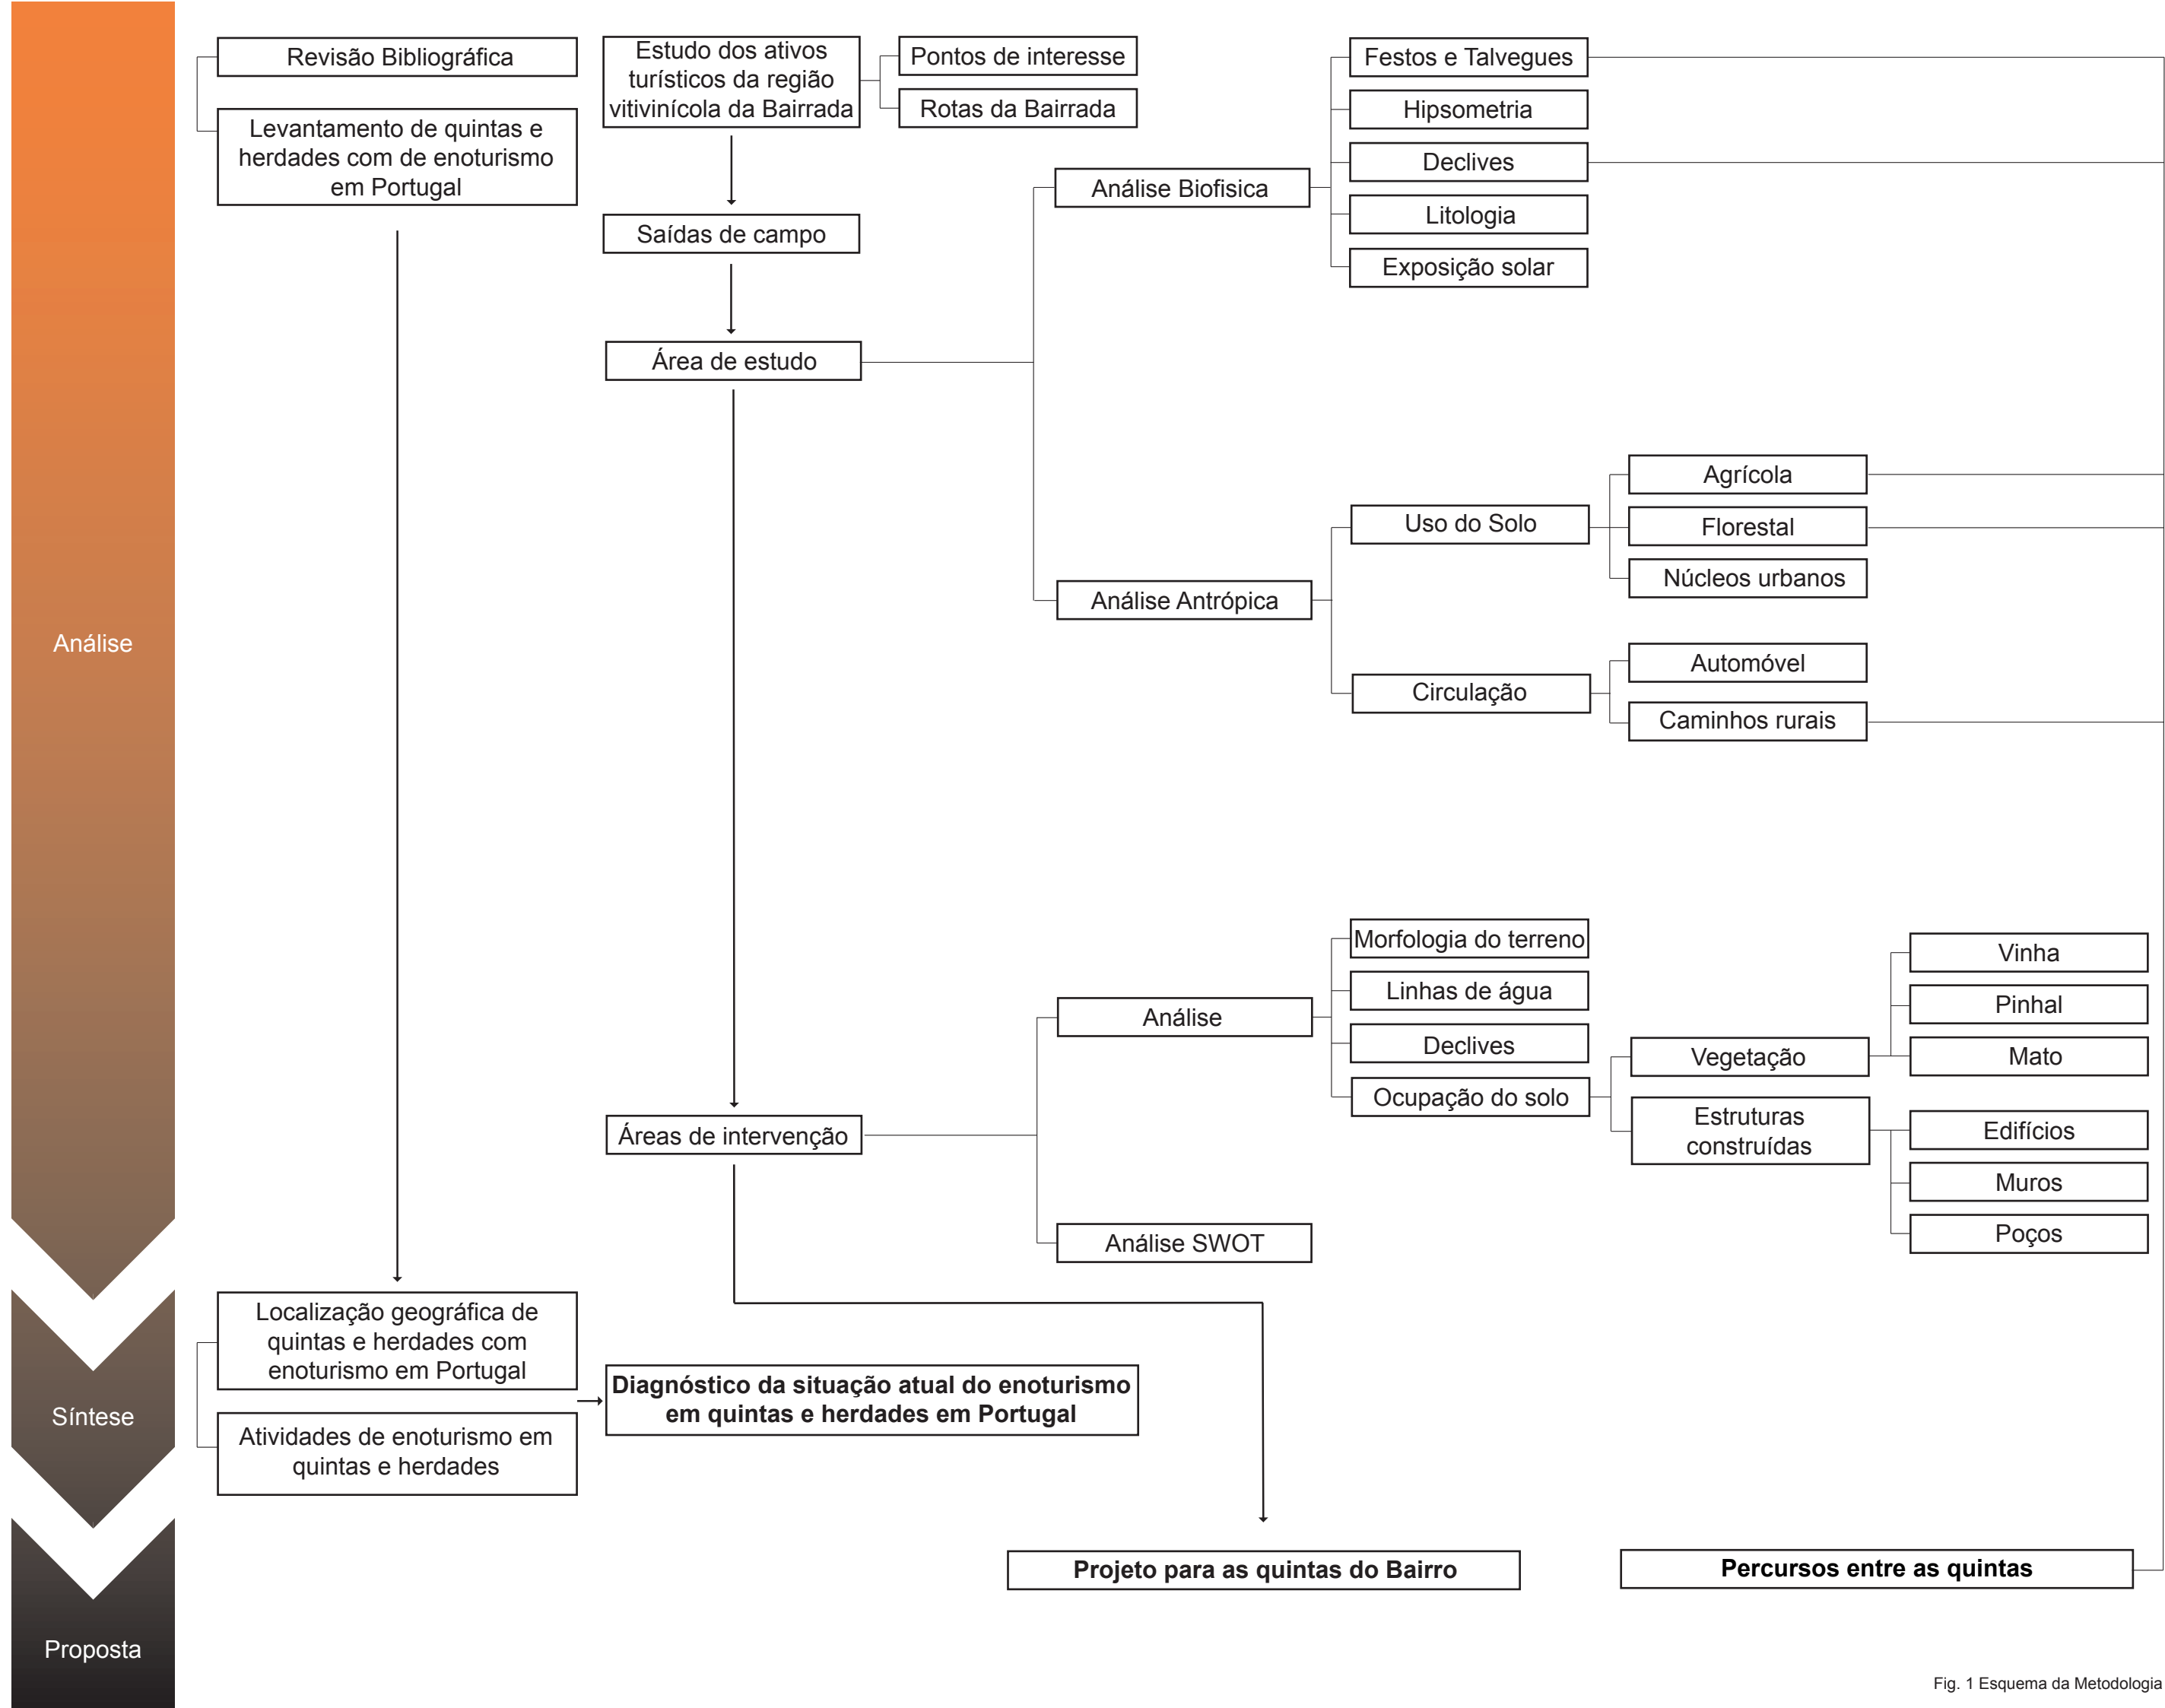 Análise
Síntese
Proposta
Revisão Bibliográfica
Levantamento de quintas e
herdades com de enoturismo
em Portugal
Estudo dos ativos
turísticos da região
vitivinícola da Bairrada
Pontos de interesse
Rotas da Bairrada
Saídas de campo
Área de estudo
Análise Biofisica
Festos e Talvegues
Hipsometria
Declives
Litologia
Exposição solar
Análise Antrópica
Uso do Solo
Agrícola
Florestal
Núcleos urbanos
Circulação
Automóvel
Caminhos rurais
Áreas de intervenção
Análise
Morfologia do terreno
Linhas de água
Declives
Ocupação do solo
Vegetação
Vinha
Pinhal
Mato
Estruturas
construídas
Edifícios
Muros
Poços
Análise SWOT
Localização geográfica de
quintas e herdades com
enoturismo em Portugal
Atividades de enoturismo em
quintas e herdades
Diagnóstico da situação atual do enoturismo
em quintas e herdades em Portugal
Projeto para as quintas do Bairro
Percursos entre as quintas
Fig. 1 Esquema da Metodologia